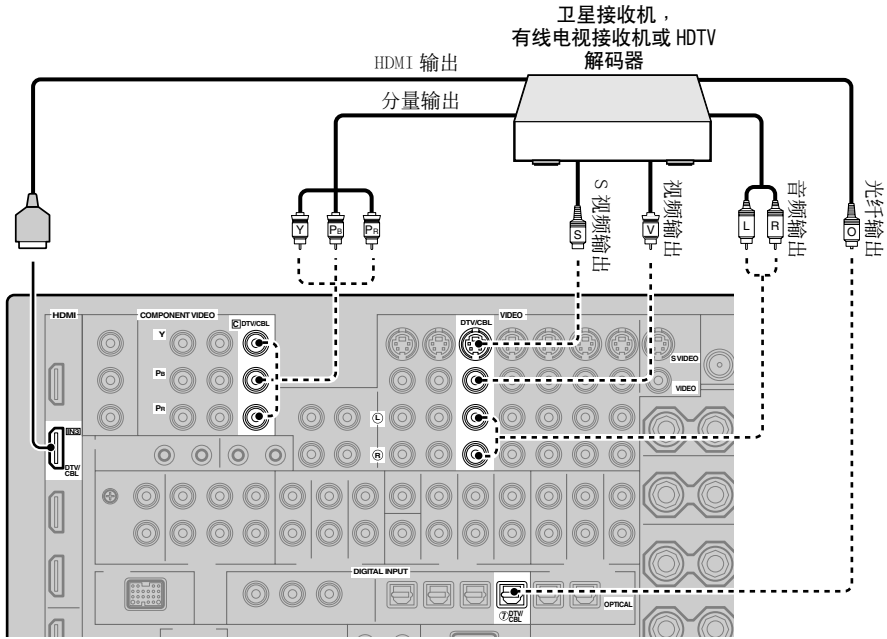 卫星接收机，
有线电视接收机或 HDTV
解码器
HDMI 输出
分量输出
S 视频输出
视频输出
音频输出
光纤输出
Y
PB
PR
S
V
L
R
O
HDMI
COMPONENT VIDEO
C DTV/CBL
VIDEO
DTV/CBL
Y
S VIDEO
PB
VIDEO
PR
L
IN3
R
DTV/
CBL
DIGITAL INPUT
⑦DTV/
CBL
OPTICAL